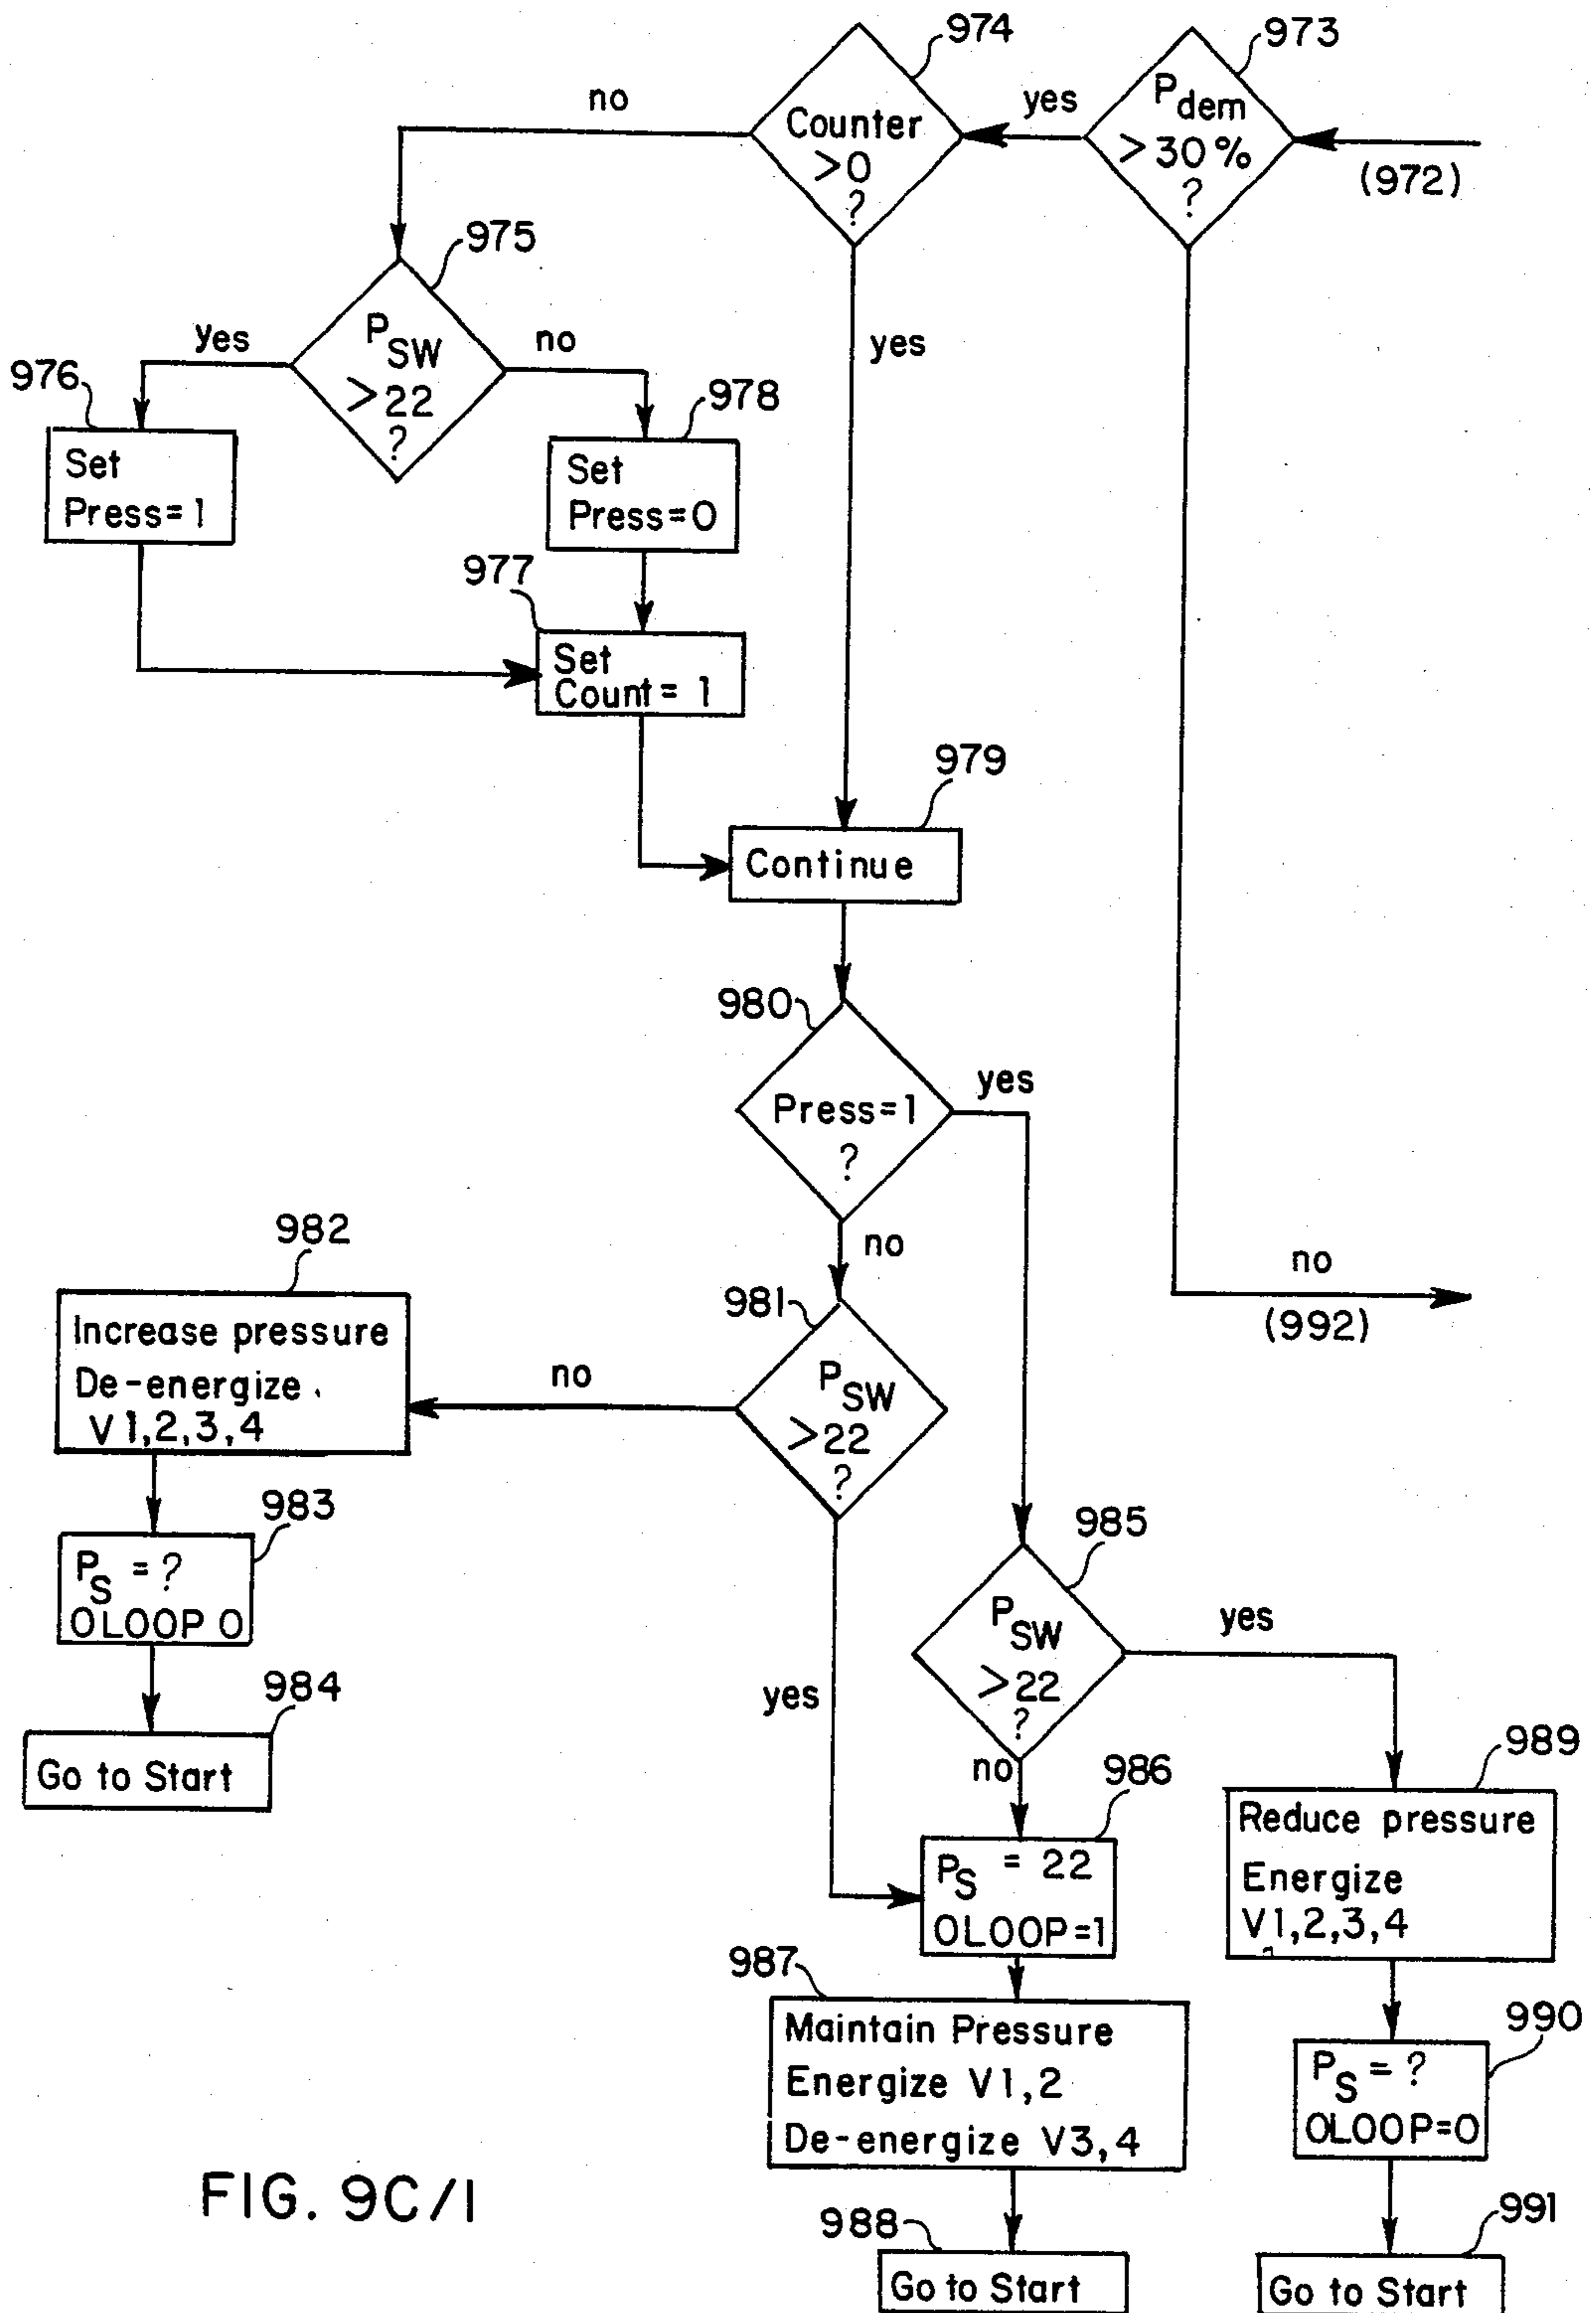 974
973
Counter
>0
?
yes
P dem
>30%
?
(972)
no
975
P SW
>22
?
yes
no
976
Set
Press=1
978
Set
Press=0
977
Set
Count= 1
yes
979
Continue
980
Press=1
?
yes
no
no
(992)
981
P SW
>22
?
no
982
Increase pressure
De-energize
V1,2,3,4
983
P S = ?
OLOOP 0
984
Go to Start
yes
985
P SW
>22
?
yes
no
986
P S = 22
OLOOP=1
989
Reduce pressure
Energize
V1,2,3,4
987
Maintain Pressure
Energize V1,2
De-energize V3,4
990
P S = ?
OLOOP=0
988
Go to Start
991
Go to Start
FIG. 9C/1